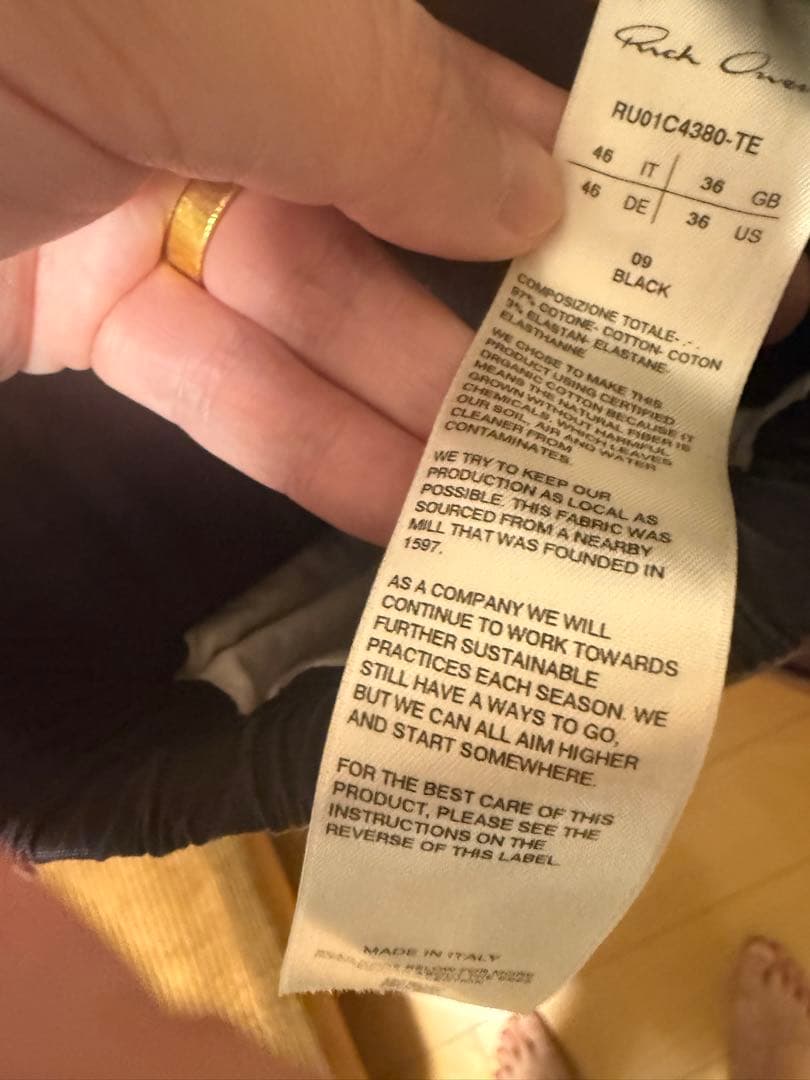 Rick Owen
RU01C4380-TE
46 IT 36 GB
46 DE 36 US
09
BLACK
COMPOSIZIONE TOTALE- . -
97% COTONE- COTTON- COTON
3% ELASTAN- ELASTANE-
ELASTHANNE
WE CHOSE TO MAKE THIS
PRODUCT USING CERTIFIED
ORGANIC COTTON BECAUSE IT
MEANS THE NATURAL FIBER IS
GROWN WITHOUT HARMFUL
CHEMICALS, WHICH LEAVES
OUR SOIL, AIR AND WATER
CLEANER FROM
CONTAMINATES.
WE TRY TO KEEP OUR
PRODUCTION AS LOCAL AS
POSSIBLE. THIS FABRIC WAS
SOURCED FROM A NEARBY
MILL THAT WAS FOUNDED IN
1597.
AS A COMPANY WE WILL
CONTINUE TO WORK TOWARDS
FURTHER SUSTAINABLE
PRACTICES EACH SEASON. WE
STILL HAVE A WAYS TO GO,
BUT WE CAN ALL AIM HIGHER
AND START SOMEWHERE.
FOR THE BEST CARE OF THIS
PRODUCT, PLEASE SEE THE
INSTRUCTIONS ON THE
REVERSE OF THIS LABEL
MADE IN ITALY
BELOW FOR MORE